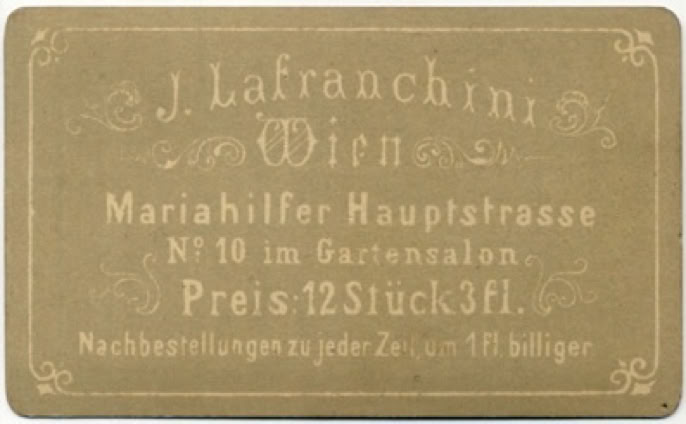 J. Lafranchini
Wien
Mariahilfer Hauptstrasse
Nº 10 im Gartensalon
Preis: 12 Stück 3 fl.
Nachbestellungen zu jeder Zeit, um 1 fl. billiger